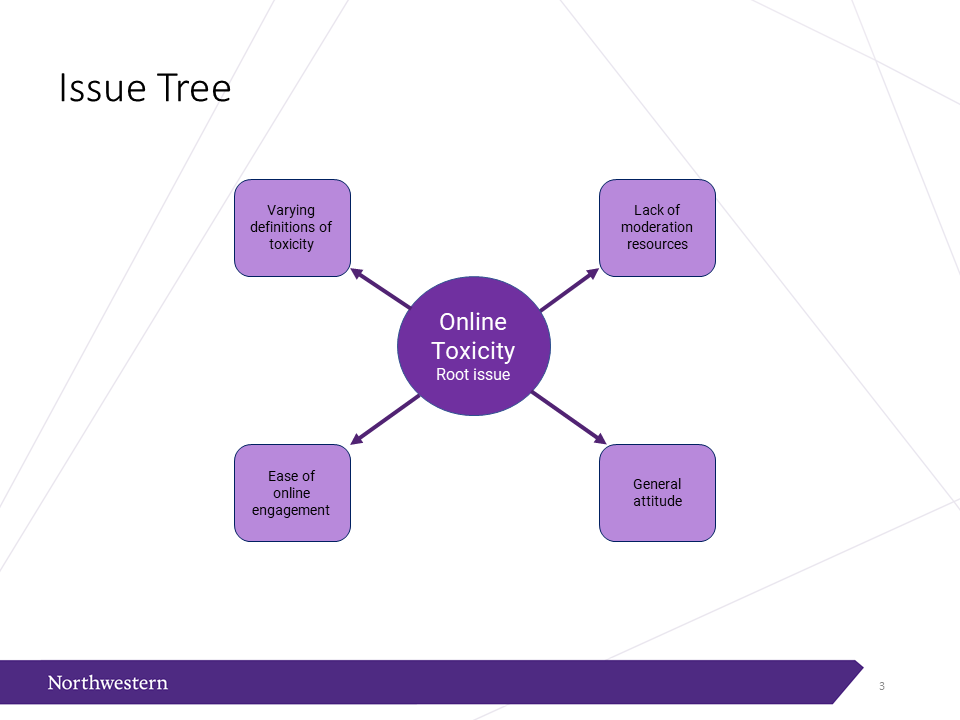 Issue Tree
Varying
definitions of
toxicity
Lack of
moderation
resources
Online
Toxicity
Root issue
Ease of
online
engagement
General
attitude
Northwestern
3